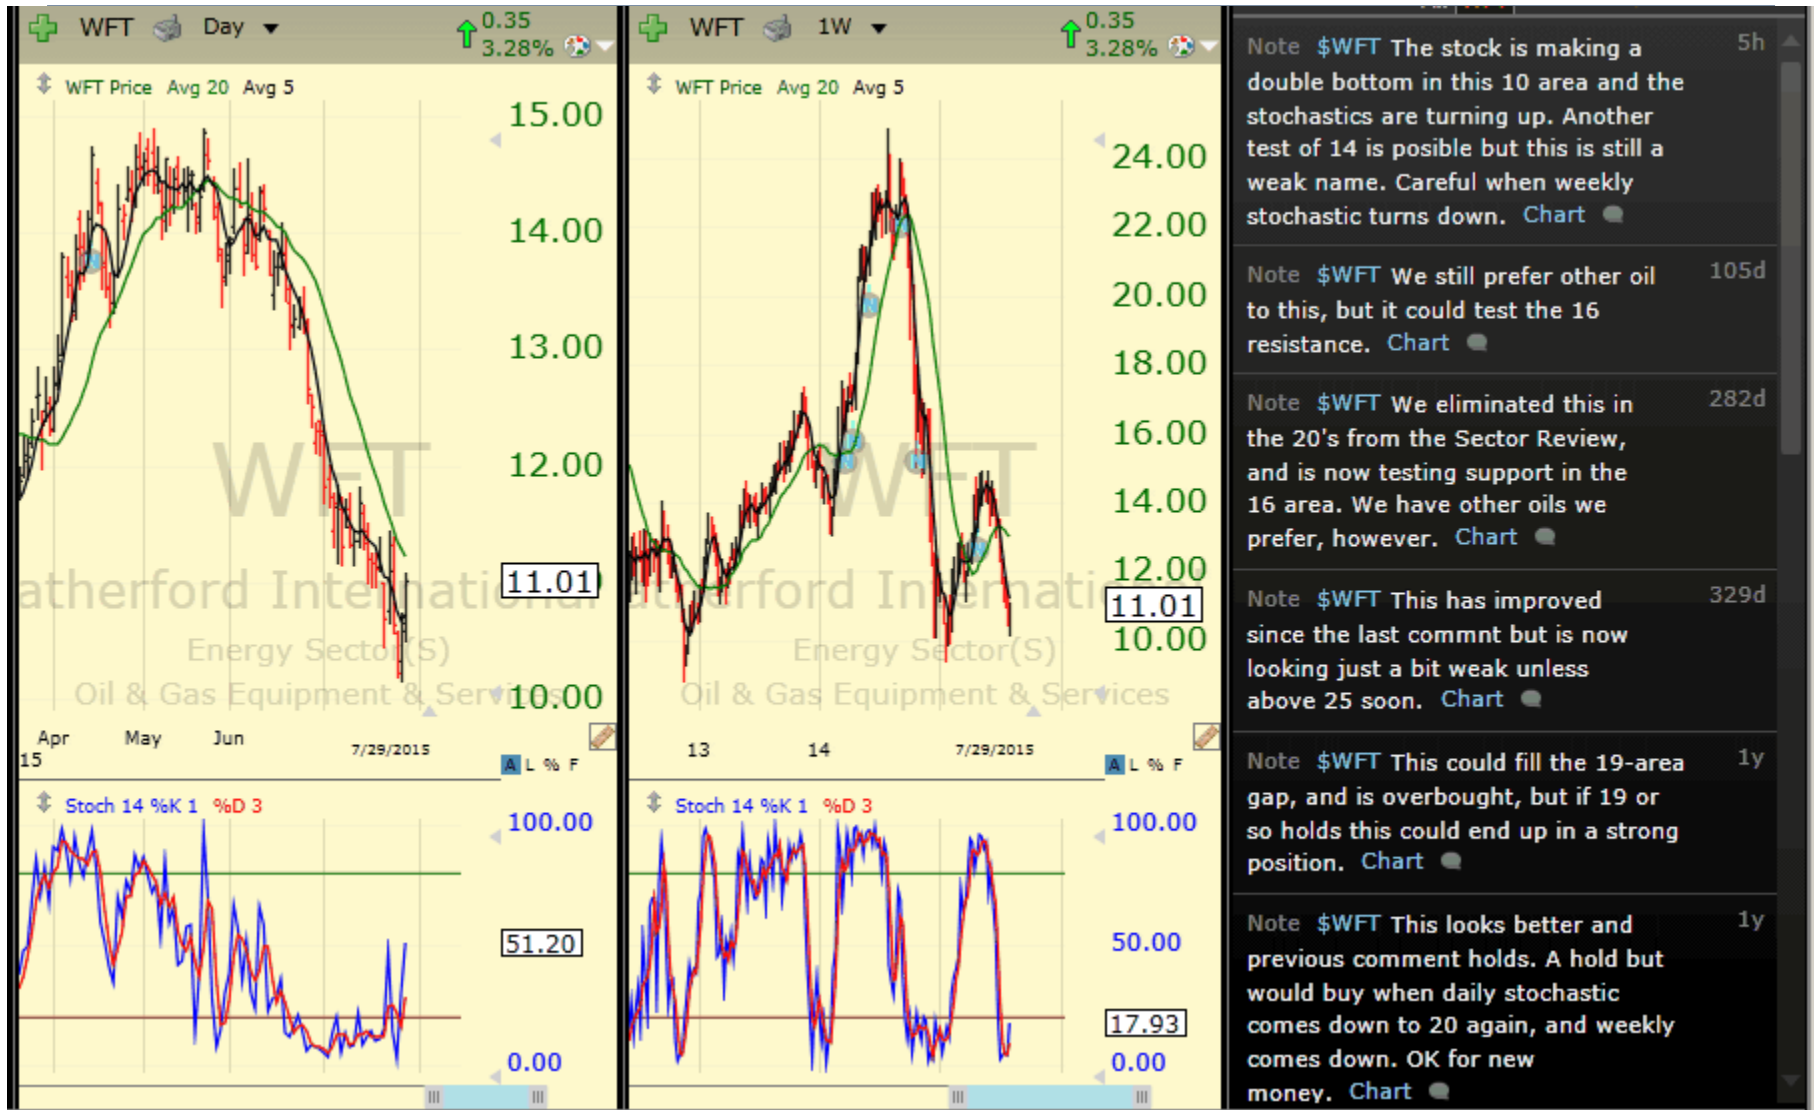 WFT Day 0.35
3.28%
WFT Price Avg 20 Avg 5
15.00
14.00
13.00
12.00
11.01
10.00
WFT
atherford International
Energy Sector(S)
Oil & Gas Equipment & Services
Apr May Jun 7/29/2015
15
A L % F
Stoch 14 %K 1 %D 3
100.00
51.20
0.00
WFT 1W 0.35
3.28%
WFT Price Avg 20 Avg 5
24.00
22.00
20.00
18.00
16.00
14.00
12.00
11.01
10.00
WFT
Energy Sector(S)
Oil & Gas Equipment & Services
13 14 7/29/2015
A L % F
Stoch 14 %K 1 %D 3
100.00
50.00
17.93
0.00
Note $WFT The stock is making a 5h
double bottom in this 10 area and the
stochastics are turning up. Another
test of 14 is posible but this is still a
weak name. Careful when weekly
stochastic turns down. Chart
Note $WFT We still prefer other oil 105d
to this, but it could test the 16
resistance. Chart
Note $WFT We eliminated this in 282d
the 20's from the Sector Review,
and is now testing support in the
16 area. We have other oils we
prefer, however. Chart
Note $WFT This has improved 329d
since the last commnt but is now
looking just a bit weak unless
above 25 soon. Chart
Note $WFT This could fill the 19-area 1y
gap, and is overbought, but if 19 or
so holds this could end up in a strong
position. Chart
Note $WFT This looks better and 1y
previous comment holds. A hold but
would buy when daily stochastic
comes down to 20 again, and weekly
comes down. OK for new
money. Chart